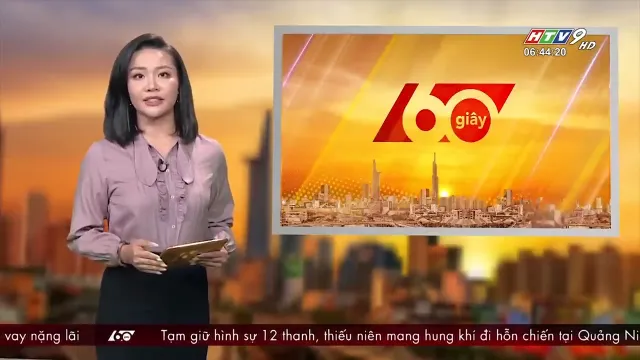 HTV9 HD
06:44:20
60 giây
vay nặng lãi 60 Tạm giữ hình sự 12 thanh, thiếu niên mang hung khí đi hỗn chiến tại Quảng Ni